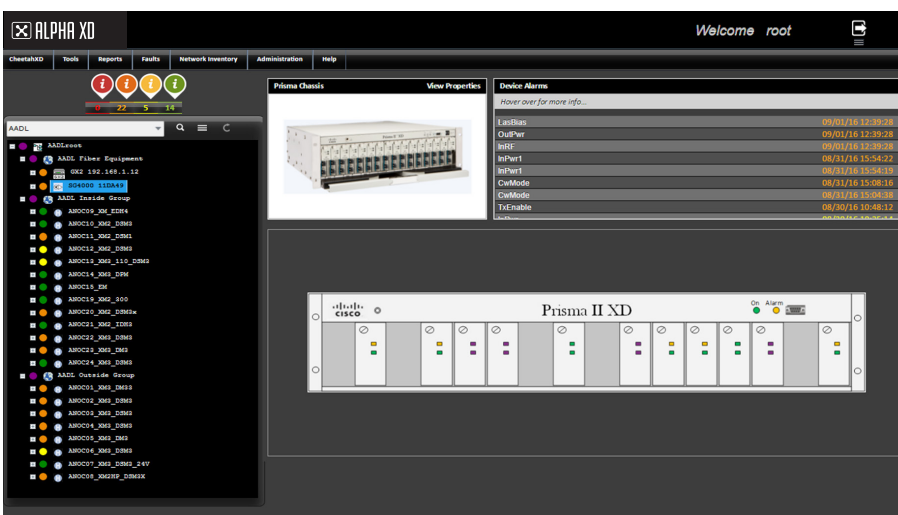 ALPHA XD
Welcome root
CheetahXD Tools Reports Faults Network Inventory Administration Help
22 5 14
Prisma Chassis View Properties
Device Alarms
Hover over for more info...
AADL
LasBias 09/01/16 12:39:28
OutPwr 09/01/16 12:39:28
InRF 09/01/16 12:39:28
InPwr1 08/31/16 15:54:22
InPwr1 08/31/16 15:54:19
CwMode 08/31/16 15:08:16
CwMode 08/31/16 15:04:38
TxEnable 08/30/16 10:48:12
AADLroot
AADL Fiber Equipment
GX2 192.168.1.12
SG4000 11DA49
AADL Inside Group
ANOC09_XM_EDH4
ANOC10_XM2_DSM3
ANOC11_XM2_DSM1
ANOC12_XM2_DSM3
ANOC13_XM3_110_DSM3
ANOC14_XM3_DPM
ANOC15_EM
ANOC19_XM2_300
ANOC20_XM2_DSM3x
ANOC21_XM2_IDH3
ANOC22_XM3_DSM3
ANOC23_XM3_DM3
ANOC24_XM3_DSM3
AADL Outside Group
ANOC01_XM3_DM33
ANOC02_XM3_DSM3
ANOC03_XM3_DSM3
ANOC04_XM3_DSM3
ANOC05_XM3_DM3
ANOC06_XM3_DSM3
ANOC07_XM3_DSM3_24V
ANOC08_XM2HP_DSM3X
CISCO
Prisma II XD
On Alarm